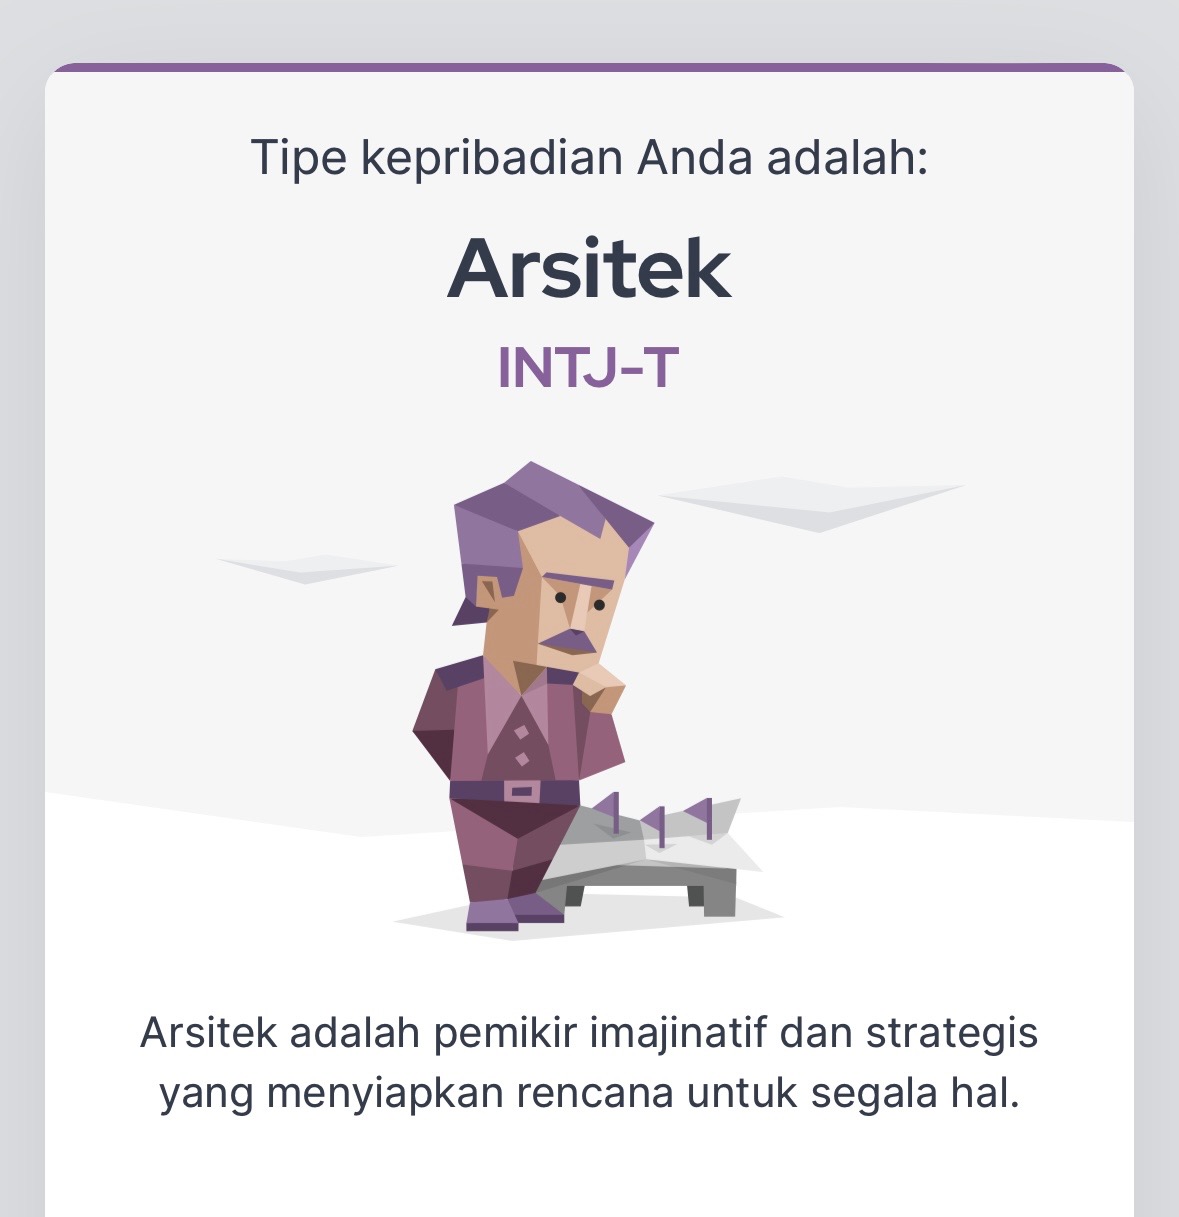 Tipe kepribadian Anda adalah:
Arsitek
INTJ-T
Arsitek adalah pemikir imajinatif dan strategis
yang menyiapkan rencana untuk segala hal.